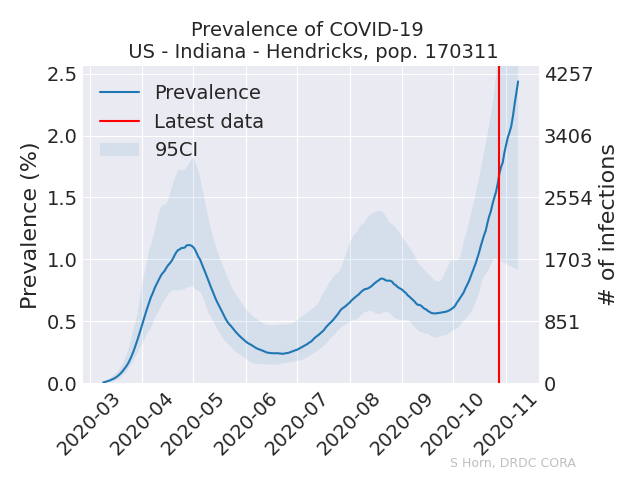 Prevalence of COVID-19
US - Indiana - Hendricks, pop. 170311
Prevalence
Latest data
95CI
Prevalence (%)
2.5
2.0
1.5
1.0
0.5
0.0
4257
3406
2554
1703
851
0
# of infections
2020-03
2020-04
2020-05
2020-06
2020-07
2020-08
2020-09
2020-10
2020-11
S Horn, DRDC CORA